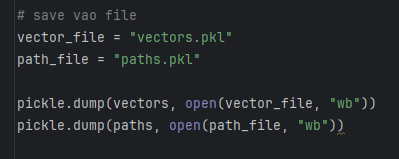 # save vao file
vector_file = "vectors.pkl"
path_file = "paths.pkl"
pickle.dump(vectors, open(vector_file, "wb"))
pickle.dump(paths, open(path_file, "wb"))